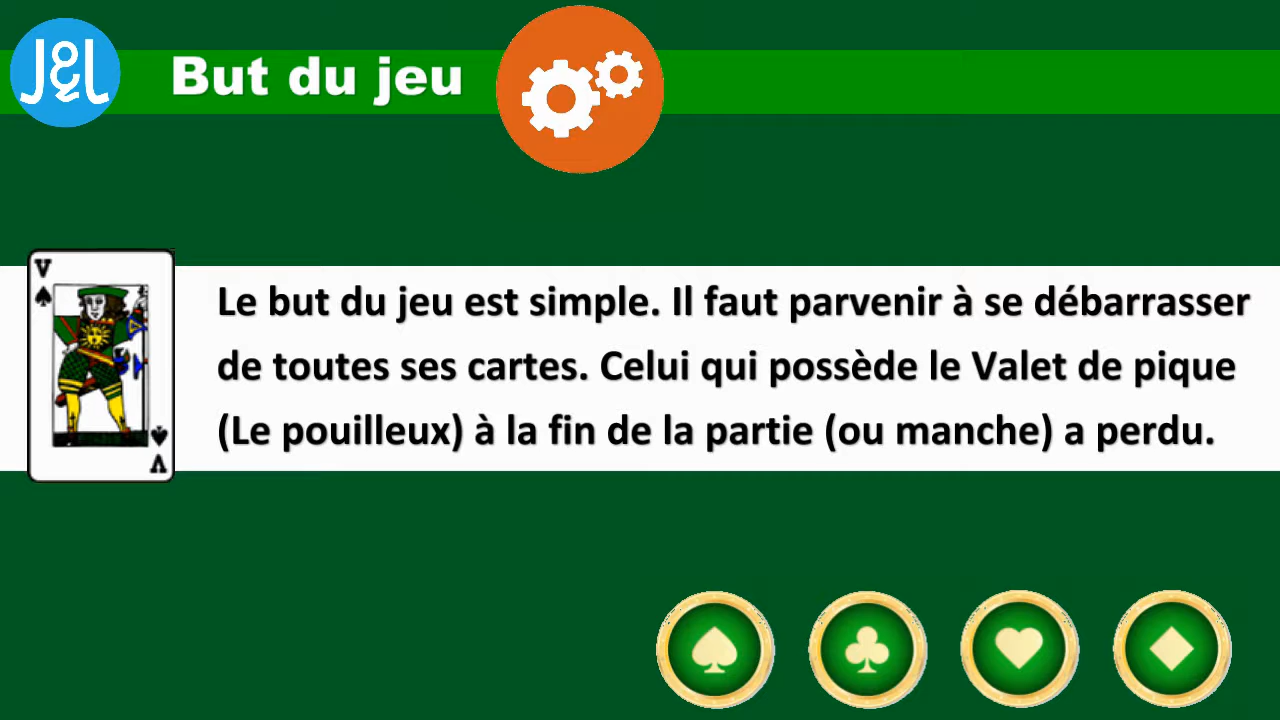 J&L
But du jeu
V
Le but du jeu est simple. Il faut parvenir à se débarrasser
de toutes ses cartes. Celui qui possède le Valet de pique
(Le pouilleux) à la fin de la partie (ou manche) a perdu.
V